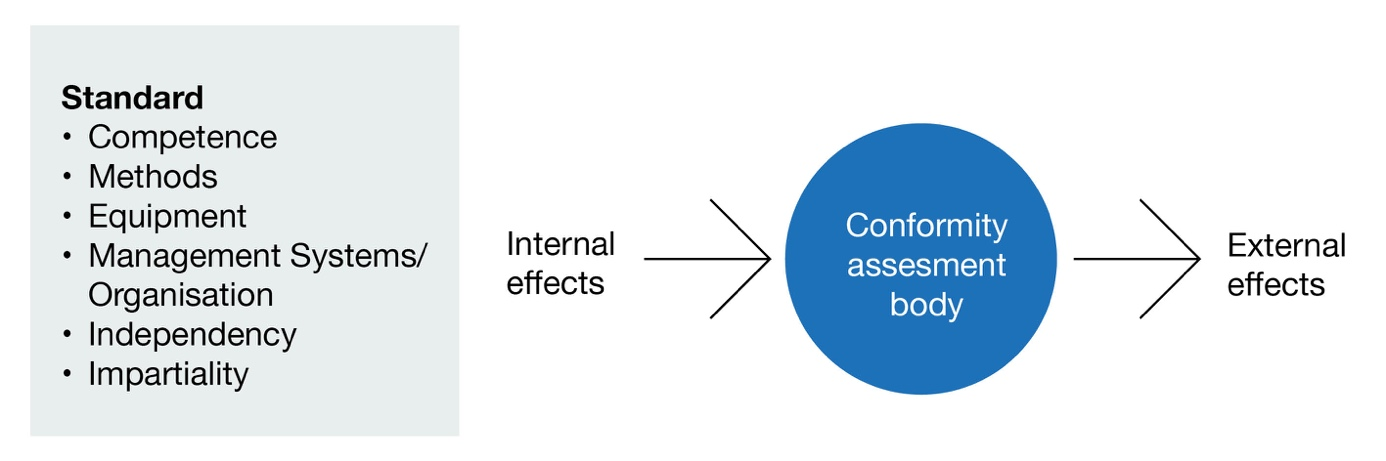 Standard
• Competence
• Methods
• Equipment
• Management Systems/
Organisation
• Independency
• Impartiality
Internal
effects
Conformity
assesment
body
External
effects